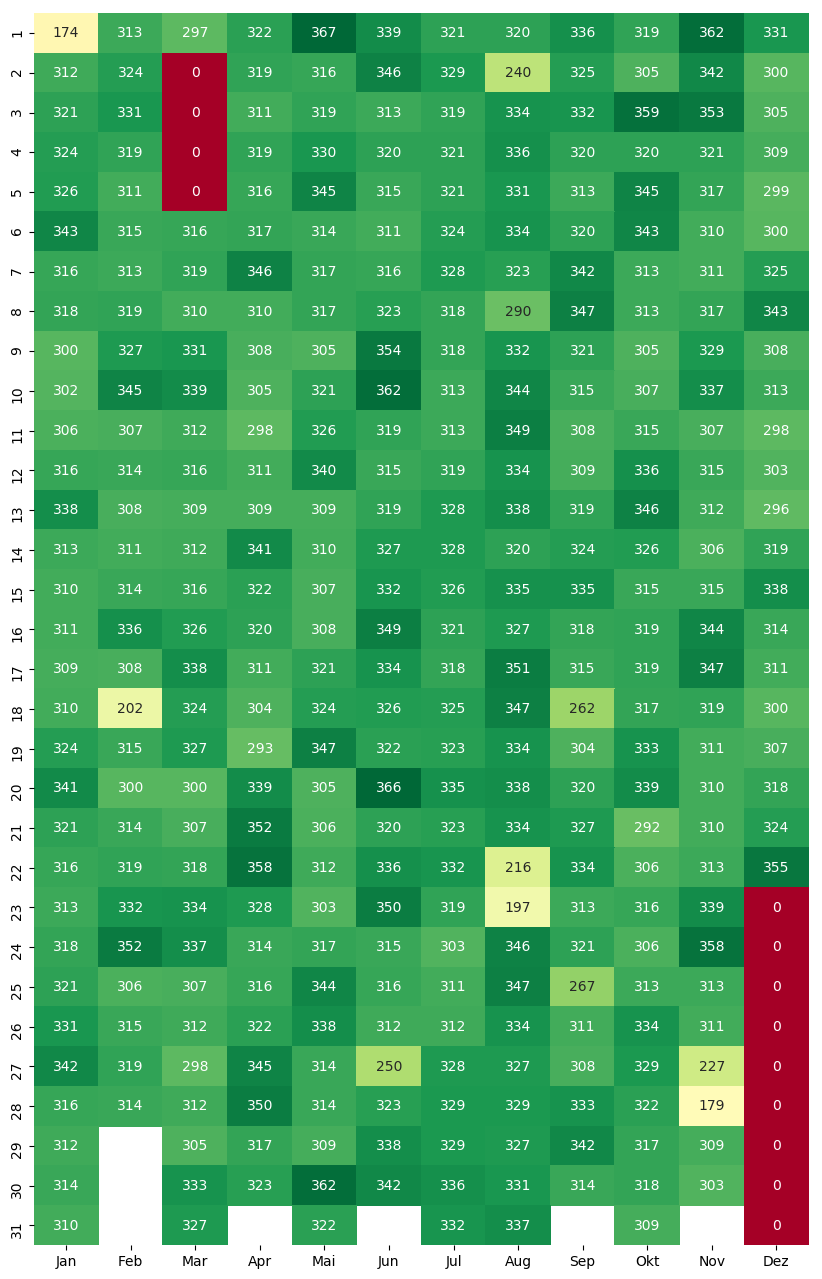 1 174 313 297 322 367 339 321 320 336 319 362 331
2 312 324 0 319 316 346 329 240 325 305 342 300
3 321 331 0 311 319 313 319 334 332 359 353 305
4 324 319 0 319 330 320 321 336 320 320 321 309
5 326 311 0 316 345 315 321 331 313 345 317 299
6 343 315 316 317 314 311 324 334 320 343 310 300
7 316 313 319 346 317 316 328 323 342 313 311 325
8 318 319 310 310 317 323 318 290 347 313 317 343
9 300 327 331 308 305 354 318 332 321 305 329 308
10 302 345 339 305 321 362 313 344 315 307 337 313
11 306 307 312 298 326 319 313 349 308 315 307 298
12 316 314 316 311 340 315 319 334 309 336 315 303
13 338 308 309 309 309 319 328 338 319 346 312 296
14 313 311 312 341 310 327 328 320 324 326 306 319
15 310 314 316 322 307 332 326 335 335 315 315 338
16 311 336 326 320 308 349 321 327 318 319 344 314
17 309 308 338 311 321 334 318 351 315 319 347 311
18 310 202 324 304 324 326 325 347 262 317 319 300
19 324 315 327 293 347 322 323 334 304 333 311 307
20 341 300 300 339 305 366 335 338 320 339 310 318
21 321 314 307 352 306 320 323 334 327 292 310 324
22 316 319 318 358 312 336 332 216 334 306 313 355
23 313 332 334 328 303 350 319 197 313 316 339 0
24 318 352 337 314 317 315 303 346 321 306 358 0
25 321 306 307 316 344 316 311 347 267 313 313 0
26 331 315 312 322 338 312 312 334 311 334 311 0
27 342 319 298 345 314 250 328 327 308 329 227 0
28 316 314 312 350 314 323 329 329 333 322 179 0
29 312 305 317 309 338 329 327 342 317 309 0
30 314 333 323 362 342 336 331 314 318 303 0
31 310 327 322 332 337 309 0
Jan Feb Mar Apr Mai Jun Jul Aug Sep Okt Nov Dez